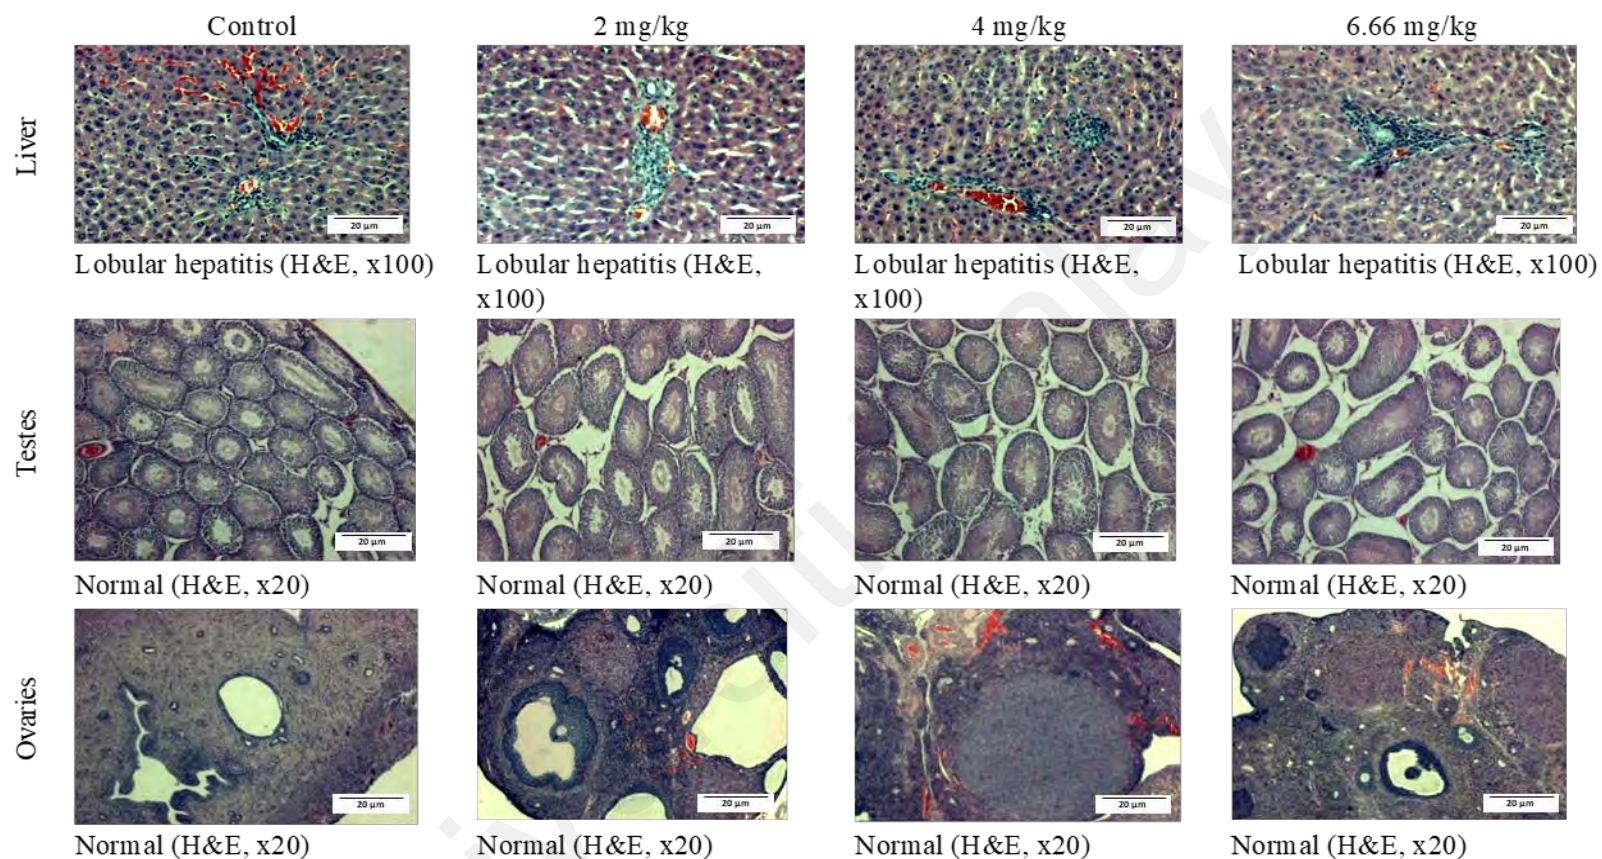 Control
2 mg/kg
4 mg/kg
6.66 mg/kg
Liver
20 µm
20 µm
20 µm
20 µm
Lobular hepatitis (H&E, x100)
Lobular hepatitis (H&E,
x100)
Lobular hepatitis (H&E,
x100)
Lobular hepatitis (H&E, x100)
Testes
20 µm
20 µm
20 µm
20 µm
Normal (H&E, x20)
Normal (H&E, x20)
Normal (H&E, x20)
Normal (H&E, x20)
Ovaries
20 µm
20 µm
20 µm
20 µm
Normal (H&E, x20)
Normal (H&E, x20)
Normal (H&E, x20)
Normal (H&E, x20)